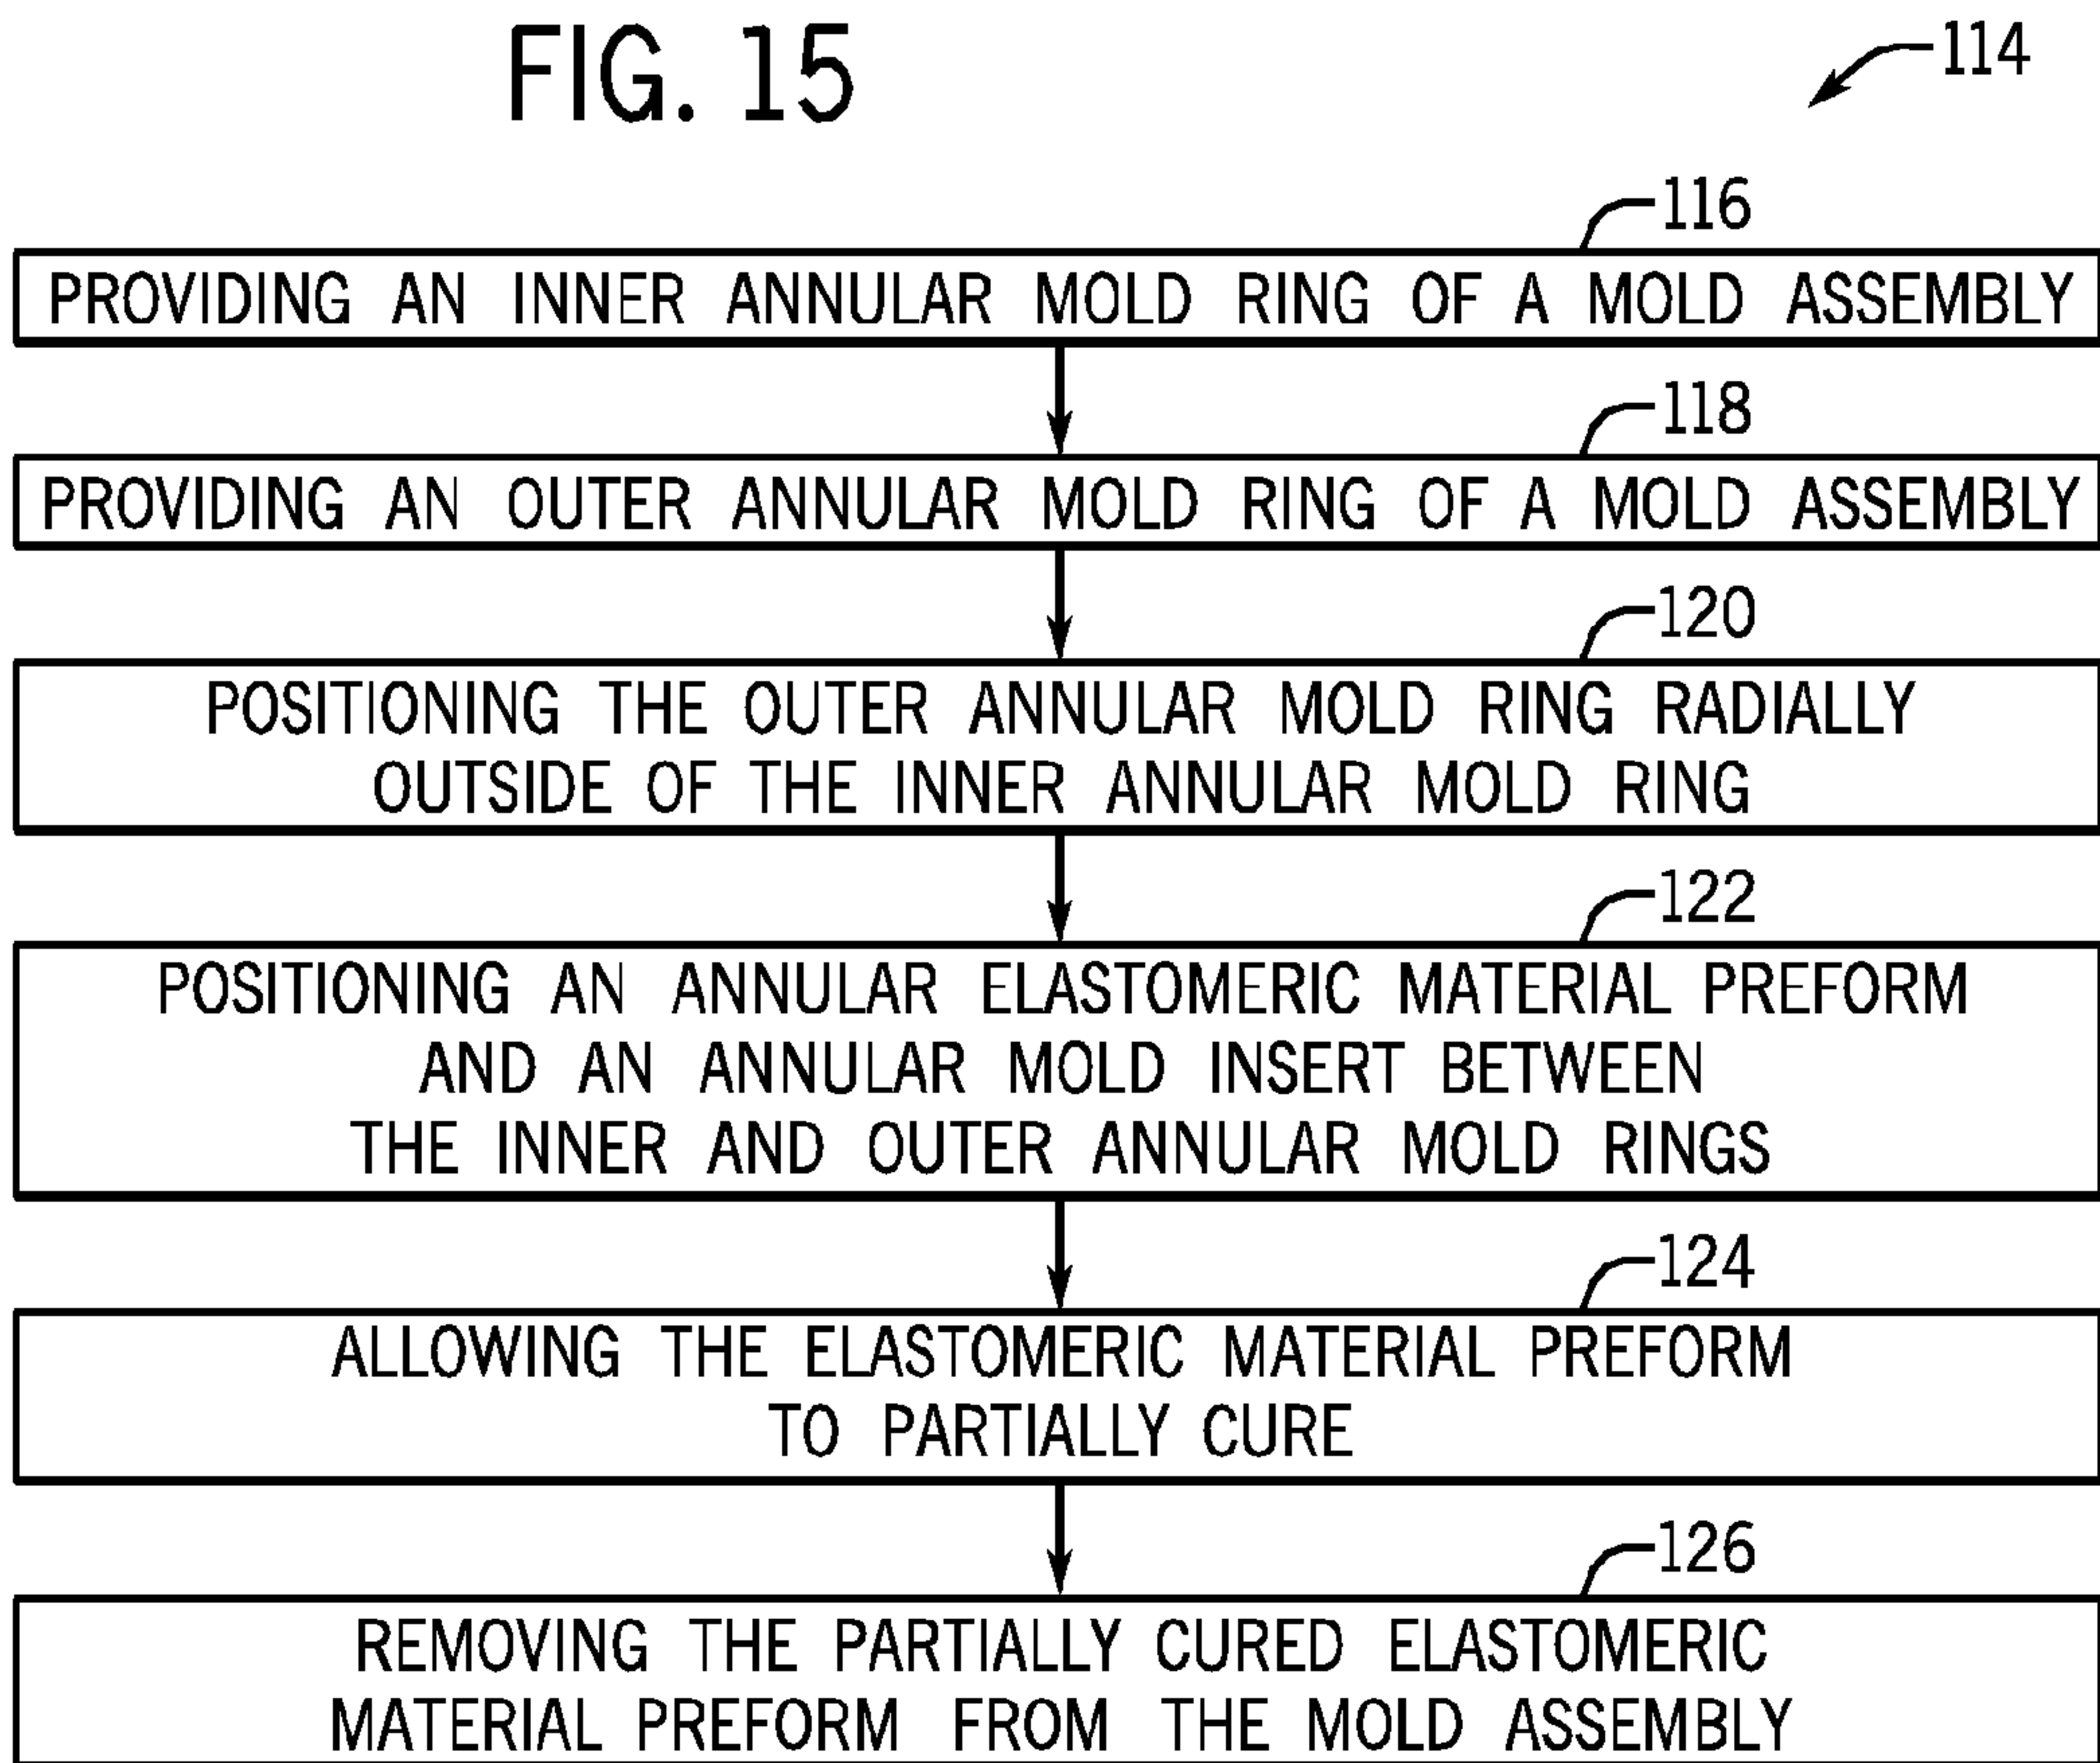 FIG. 15
114
116
PROVIDING AN INNER ANNULAR MOLD RING OF A MOLD ASSEMBLY
118
PROVIDING AN OUTER ANNULAR MOLD RING OF A MOLD ASSEMBLY
120
POSITIONING THE OUTER ANNULAR MOLD RING RADIALLY
OUTSIDE OF THE INNER ANNULAR MOLD RING
122
POSITIONING AN ANNULAR ELASTOMERIC MATERIAL PREFORM
AND AN ANNULAR MOLD INSERT BETWEEN
THE INNER AND OUTER ANNULAR MOLD RINGS
124
ALLOWING THE ELASTOMERIC MATERIAL PREFORM
TO PARTIALLY CURE
126
REMOVING THE PARTIALLY CURED ELASTOMERIC
MATERIAL PREFORM FROM THE MOLD ASSEMBLY